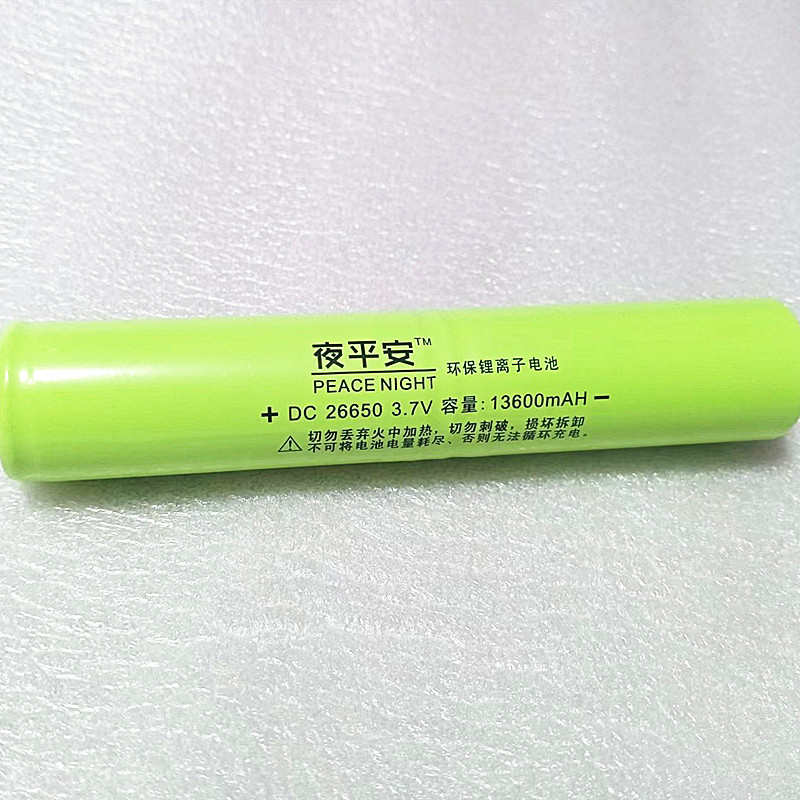 夜平安™
PEACE NIGHT
环保锂离子电池
+ DC 26650 3.7V 容量:13600mAH −
⚠ 切勿丢弃火中加热，切勿刺破，损坏拆卸
不可将电池电量耗尽、否则无法循环充电。